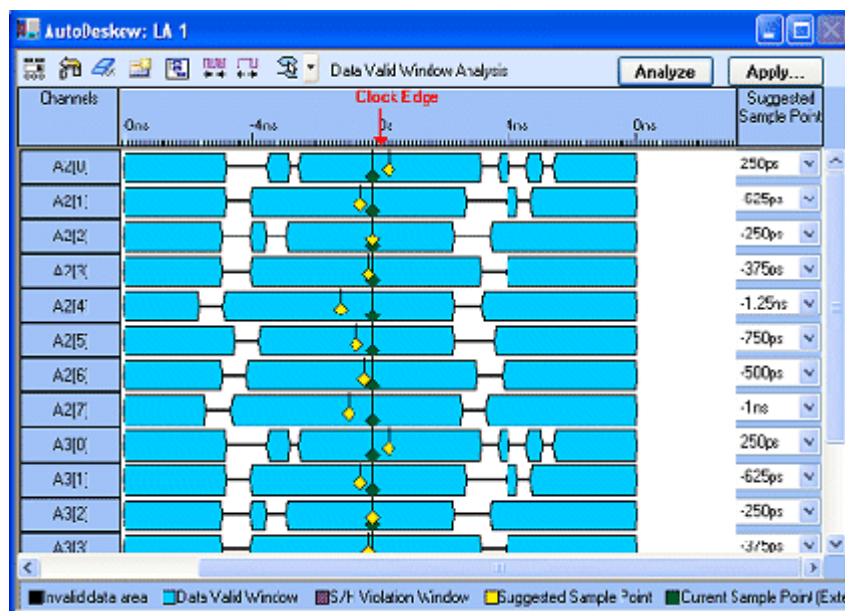 AutoDeskew: LA 1
Data Valid Window Analysis
Analyze
Apply...
Channels
Clock Edge
Suggested
Sample Point
-4ns
0s
4ns
A2[0]
250ps
A2[1]
-625ps
A2[2]
-250ps
A2[3]
-375ps
A2[4]
-1.25ns
A2[5]
-750ps
A2[6]
-500ps
A2[7]
-1ns
A3[0]
250ps
A3[1]
-625ps
A3[2]
-250ps
A3[3]
-375ps
Invalid data area
Data Valid Window
S/H Violation Window
Suggested Sample Point
Current Sample Point (Exte